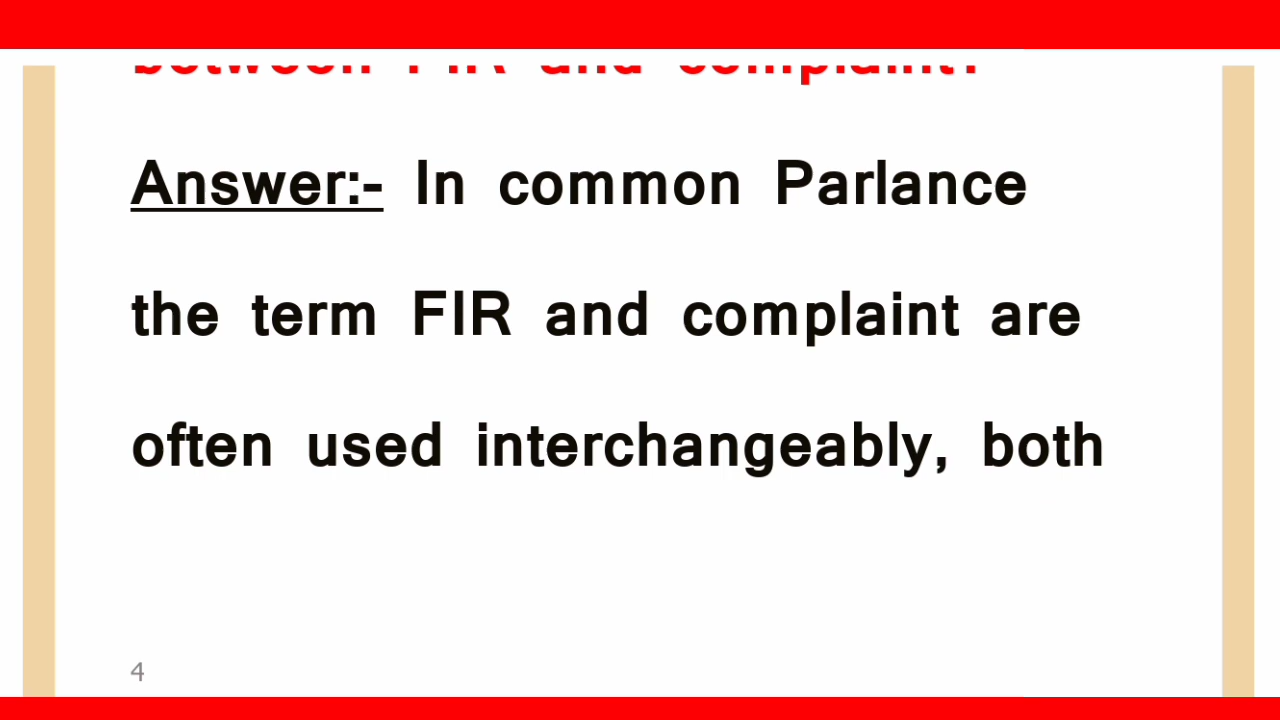 between FIR and complaint?
Answer:- In common Parlance
the term FIR and complaint are
often used interchangeably, both
4